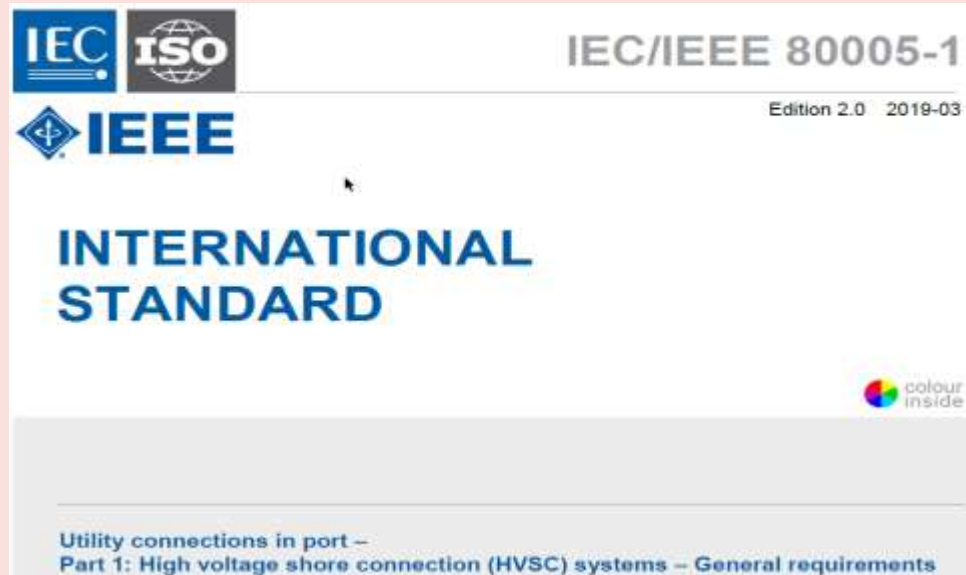 IEC ISO
IEC/IEEE 80005-1
IEEE
Edition 2.0 2019-03
INTERNATIONAL
STANDARD
colour
inside
Utility connections in port –
Part 1: High voltage shore connection (HVSC) systems – General requirements